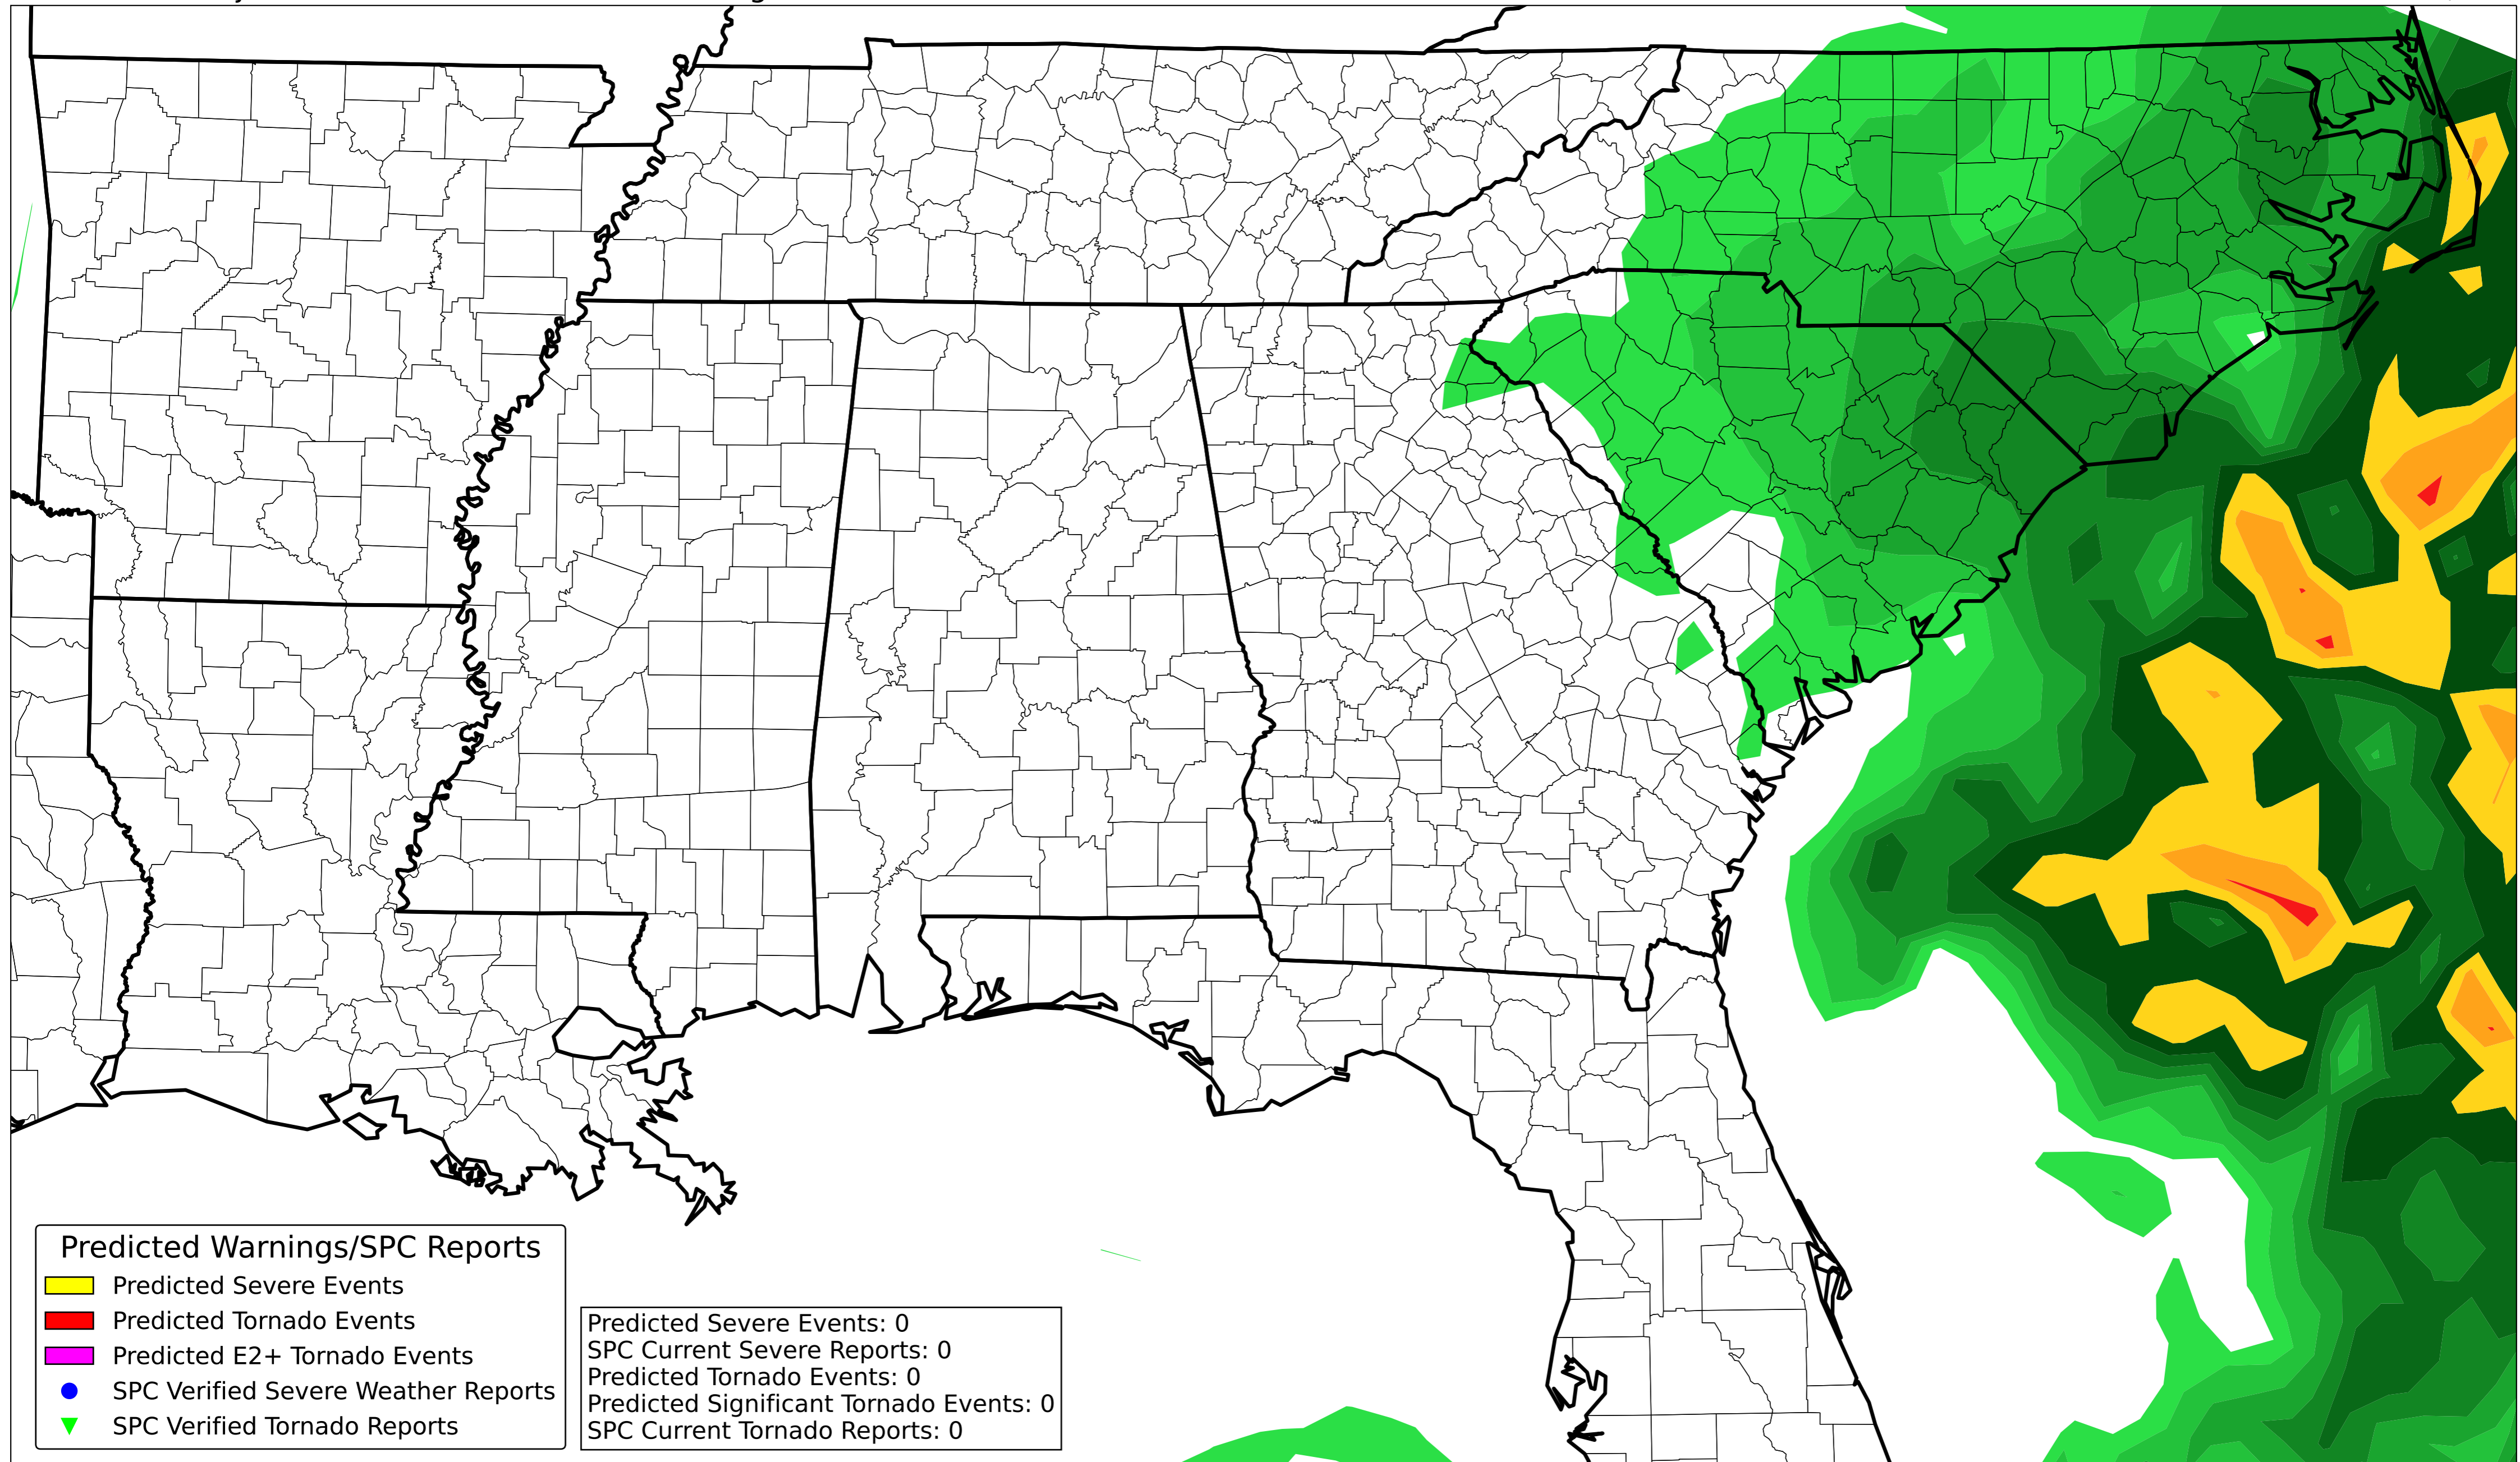 Predicted Warnings/SPC Reports
Predicted Severe Events
Predicted Tornado Events
Predicted E2+ Tornado Events
SPC Verified Severe Weather Reports
SPC Verified Tornado Reports
Predicted Severe Events: 0
SPC Current Severe Reports: 0
Predicted Tornado Events: 0
Predicted Significant Tornado Events: 0
SPC Current Tornado Reports: 0